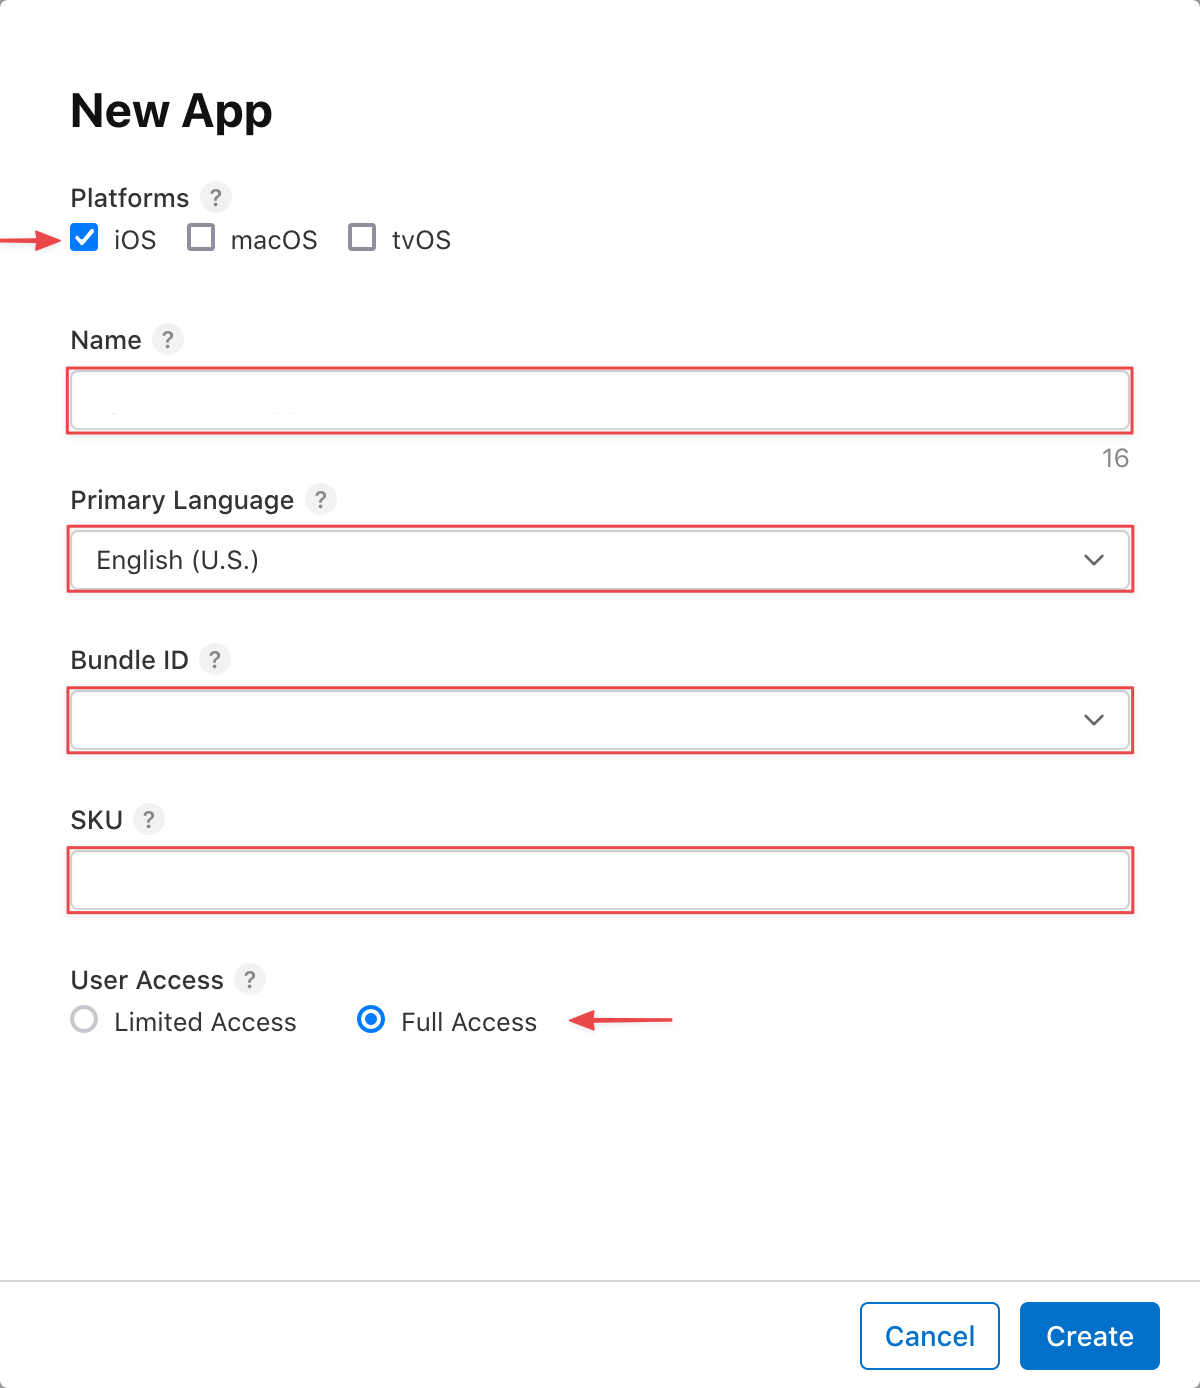 New App
Platforms ?
iOS macOS tvOS
Name ?
16
Primary Language ?
English (U.S.)
Bundle ID ?
SKU ?
User Access ?
Limited Access Full Access
Cancel Create